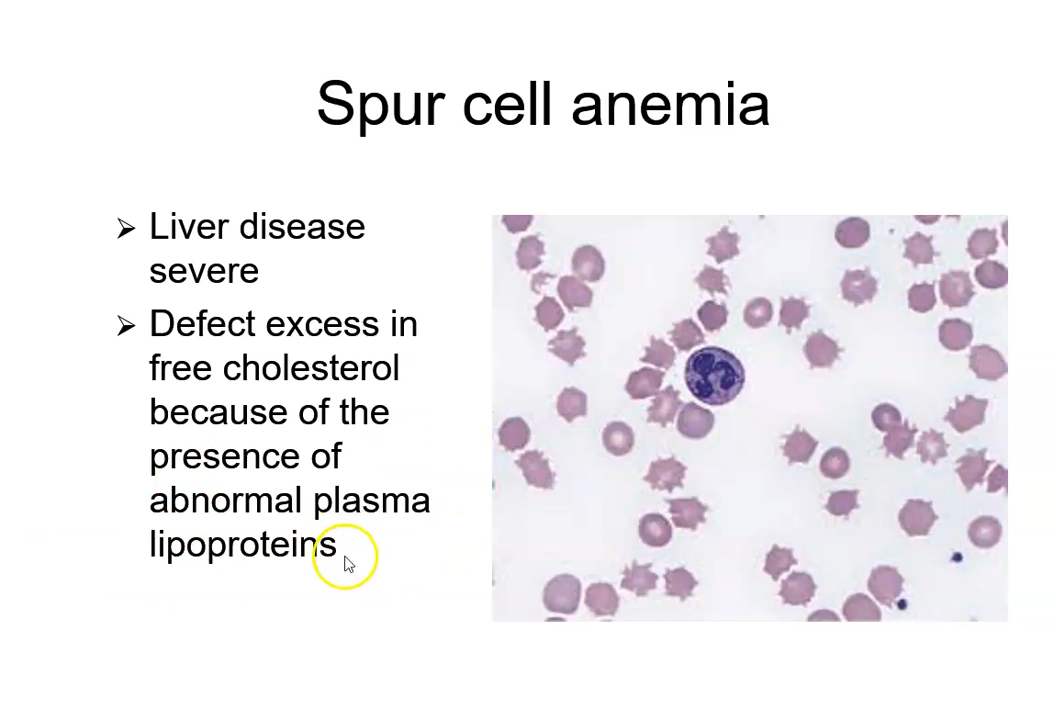 Spur cell anemia
➢ Liver disease
severe
➢ Defect excess in
free cholesterol
because of the
presence of
abnormal plasma
lipoproteins